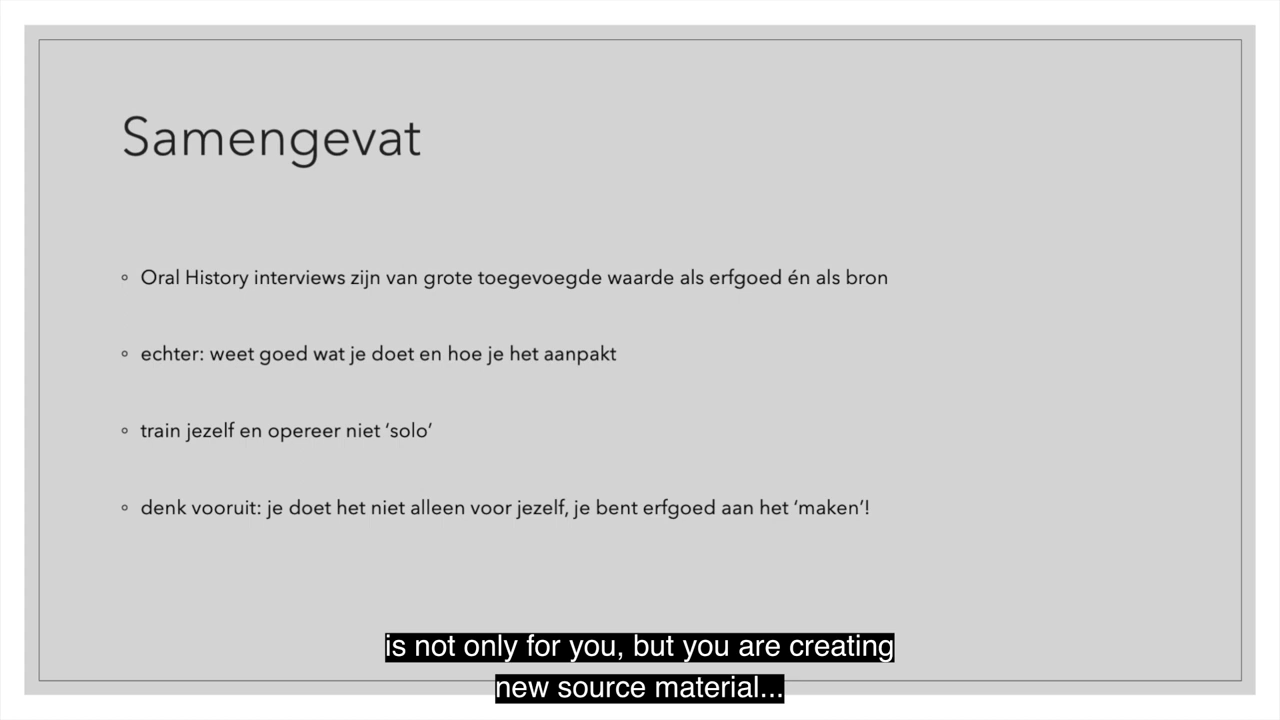 Samengevat
◦ Oral History interviews zijn van grote toegevoegde waarde als erfgoed én als bron
◦ echter: weet goed wat je doet en hoe je het aanpakt
◦ train jezelf en opereer niet ‘solo’
◦ denk vooruit: je doet het niet alleen voor jezelf, je bent erfgoed aan het ‘maken’!
is not only for you, but you are creating
new source material...